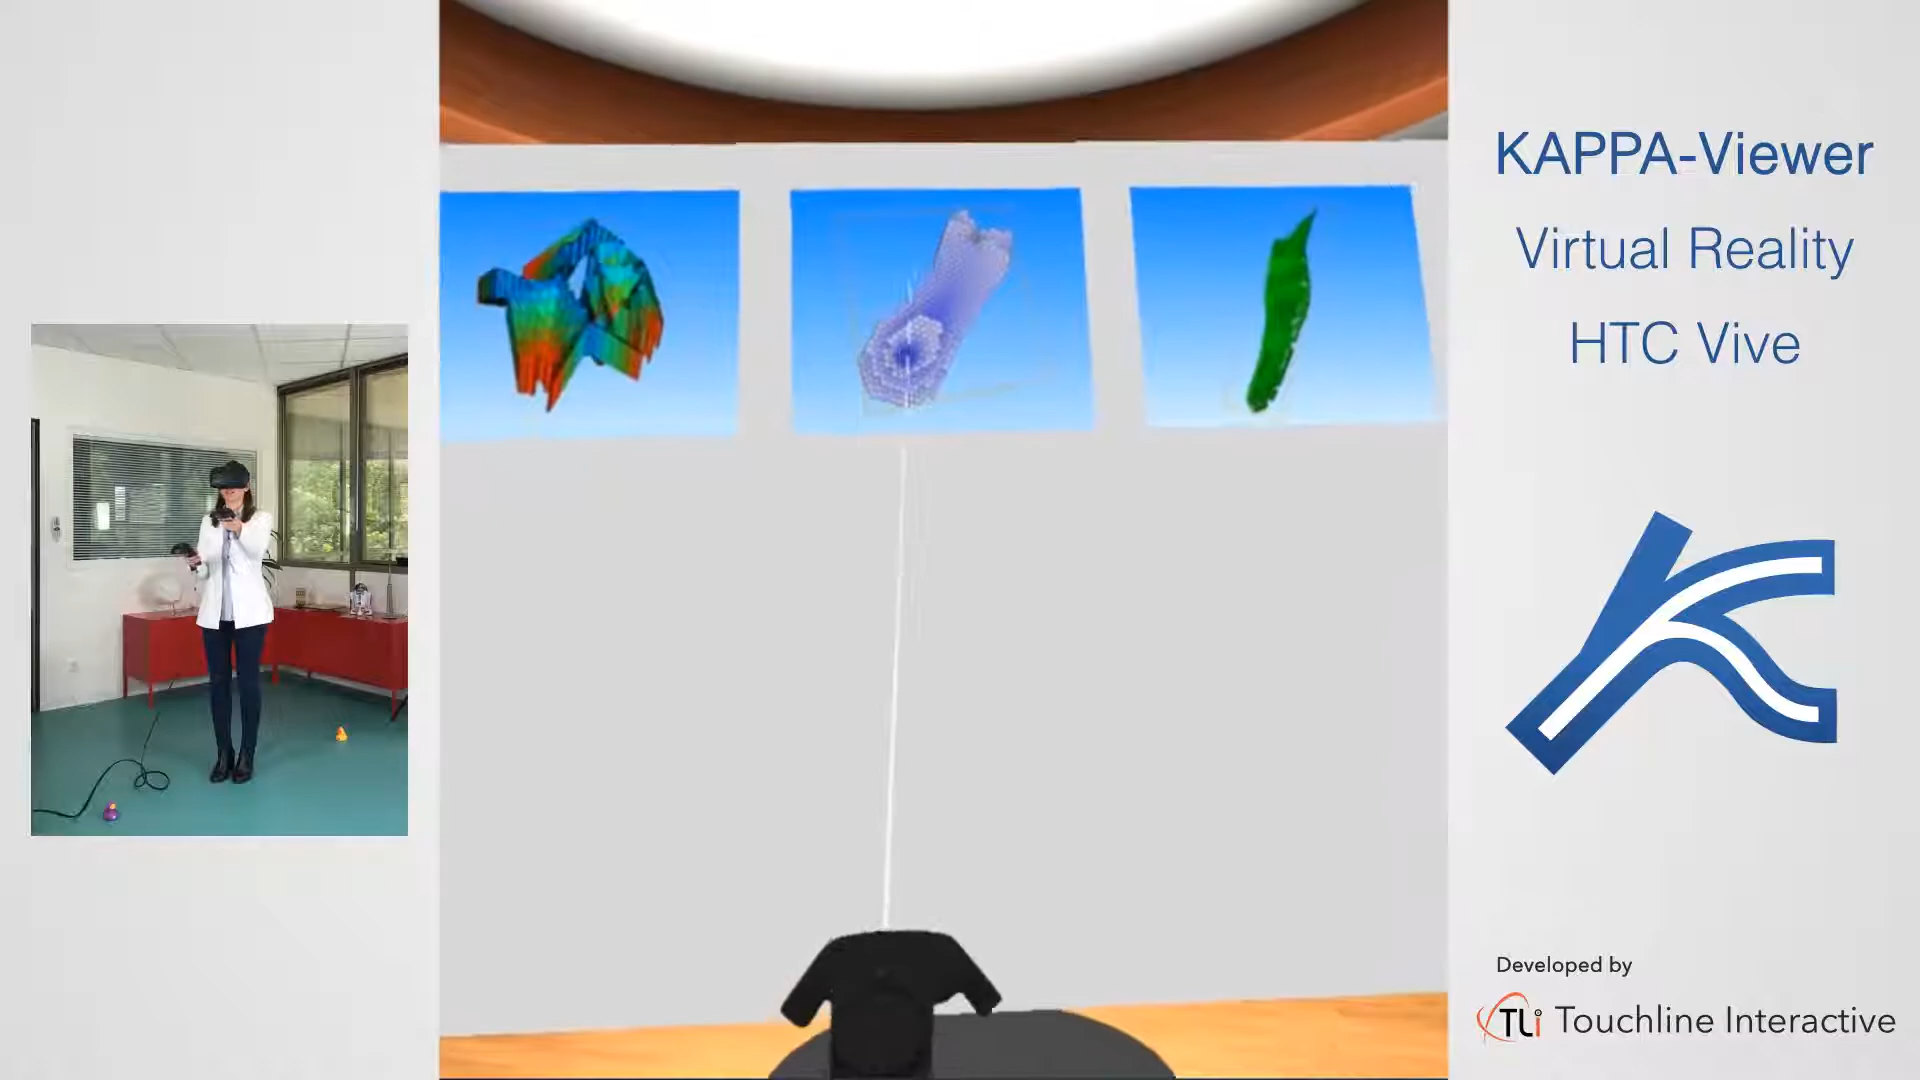 KAPPA-Viewer
Virtual Reality
HTC Vive
Developed by
TLi Touchline Interactive